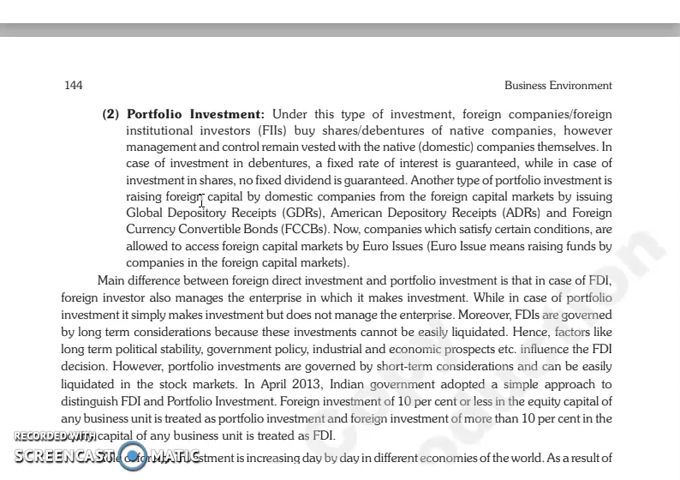 144
Business Environment
(2) Portfolio Investment: Under this type of investment, foreign companies/foreign
institutional investors (FIIs) buy shares/debentures of native companies, however
management and control remain vested with the native (domestic) companies themselves. In
case of investment in debentures, a fixed rate of interest is guaranteed, while in case of
investment in shares, no fixed dividend is guaranteed. Another type of portfolio investment is
raising foreign capital by domestic companies from the foreign capital markets by issuing
Global Depository Receipts (GDRs), American Depository Receipts (ADRs) and Foreign
Currency Convertible Bonds (FCCBs). Now, companies which satisfy certain conditions, are
allowed to access foreign capital markets by Euro Issues (Euro Issue means raising funds by
companies in the foreign capital markets).
Main difference between foreign direct investment and portfolio investment is that in case of FDI,
foreign investor also manages the enterprise in which it makes investment. While in case of portfolio
investment it simply makes investment but does not manage the enterprise. Moreover, FDIs are governed
by long term considerations because these investments cannot be easily liquidated. Hence, factors like
long term political stability, government policy, industrial and economic prospects etc. influence the FDI
decision. However, portfolio investments are governed by short-term considerations and can be easily
liquidated in the stock markets. In April 2013, Indian government adopted a simple approach to
distinguish FDI and Portfolio Investment. Foreign investment of 10 per cent or less in the equity capital of
any business unit is treated as portfolio investment and foreign investment of more than 10 per cent in the
capital of any business unit is treated as FDI.
is increasing day by day in different economies of the world. As a result of
RECORDED WITH
SCREENCAST MATIC